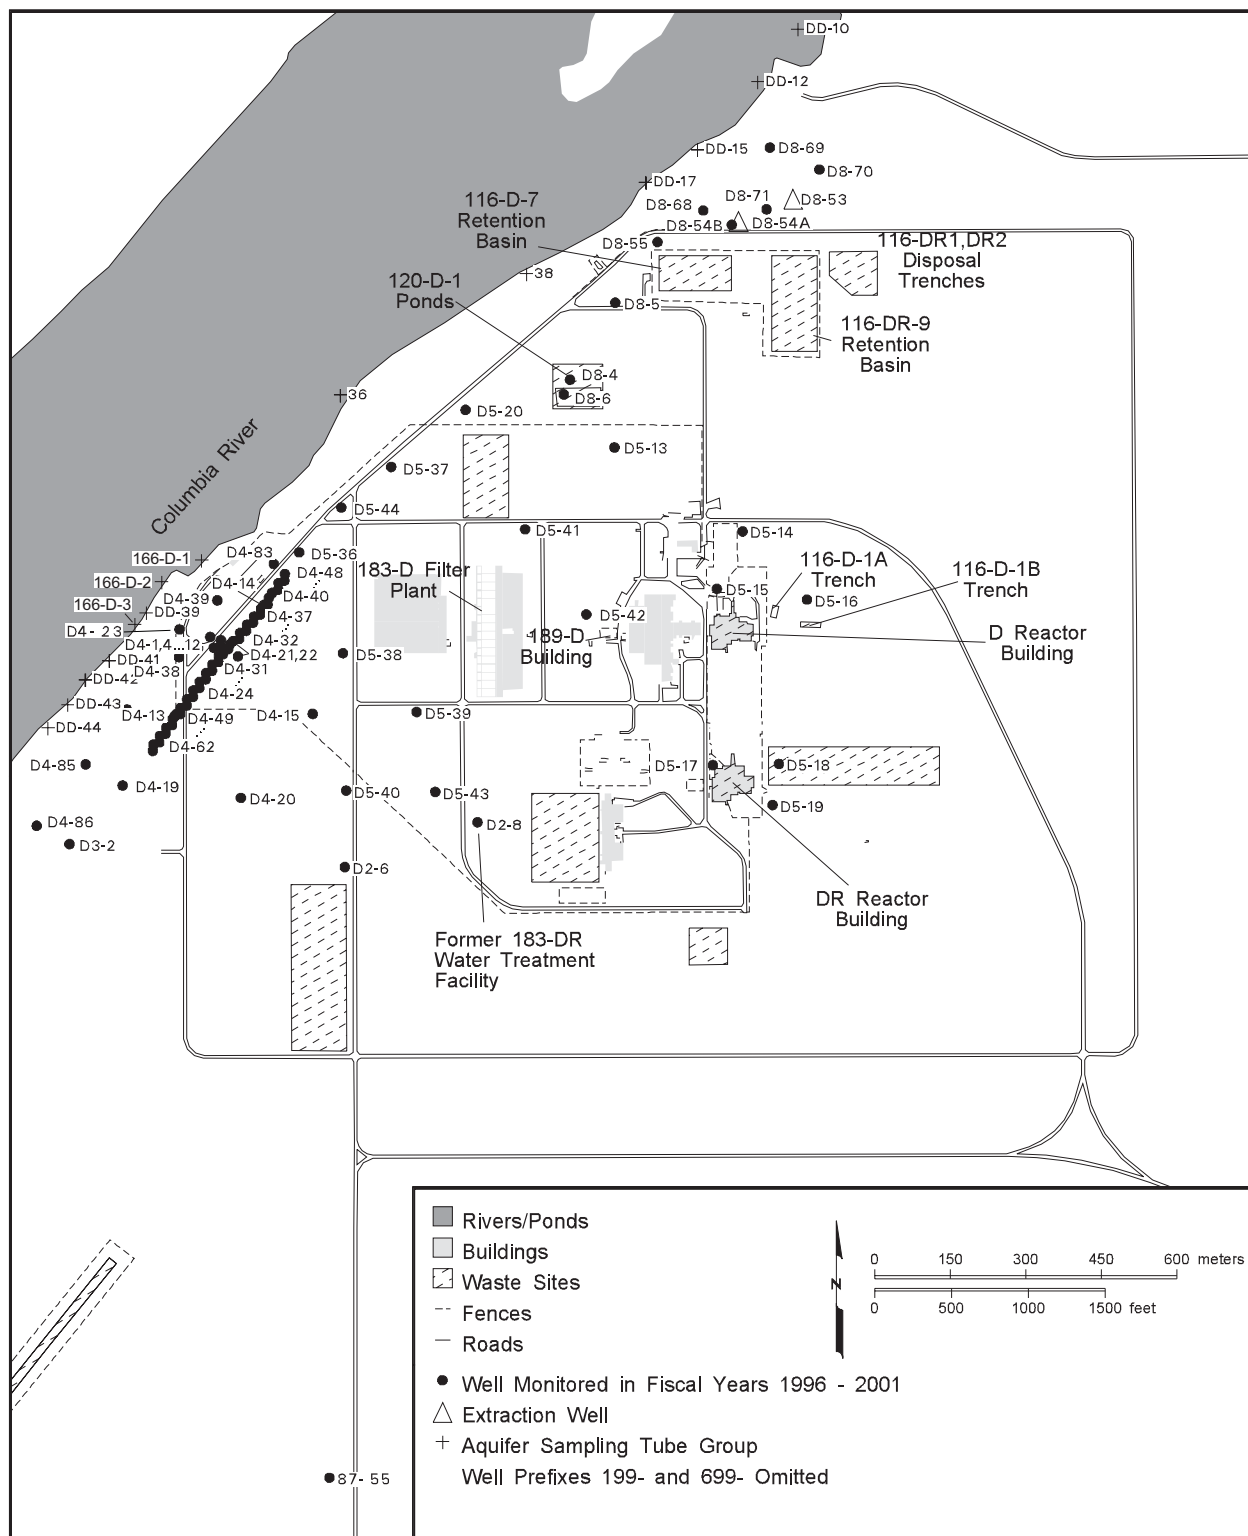 DD-10
DD-12
DD-15
D8-69
D8-70
DD-17
D8-71
D8-53
D8-68
D8-54B
D8-54A
116-D-7
Retention
Basin
D8-55
116-DR1,DR2
Disposal
Trenches
38
120-D-1
Ponds
D8-5
116-DR-9
Retention
Basin
D8-4
D8-6
36
D5-20
Columbia River
D5-13
D5-37
D5-44
D5-41
D5-14
166-D-1
D4-83
D5-36
166-D-2
D4-14
D4-48
183-D Filter
Plant
116-D-1A
Trench
116-D-1B
Trench
D4-39
D4-40
D5-15
D5-16
166-D-3
DD-39
D4-37
D5-42
D4-23
D4-32
189-D
Building
D Reactor
Building
D4-1,4...12
D4-21,22
D5-38
DD-41
D4-38
D4-31
DD-42
D4-24
DD-43
D4-13
D4-49
D4-15
D5-39
DD-44
D4-62
D4-85
D5-17
D5-18
D4-19
D4-20
D5-40
D5-43
D5-19
D4-86
D2-8
D3-2
D2-6
DR Reactor
Building
Former 183-DR
Water Treatment
Facility
Rivers/Ponds
Buildings
Waste Sites
Fences
Roads
Well Monitored in Fiscal Years 1996 - 2001
Extraction Well
Aquifer Sampling Tube Group
Well Prefixes 199- and 699- Omitted
N
0 150 300 450 600 meters
0 500 1000 1500 feet
87-55